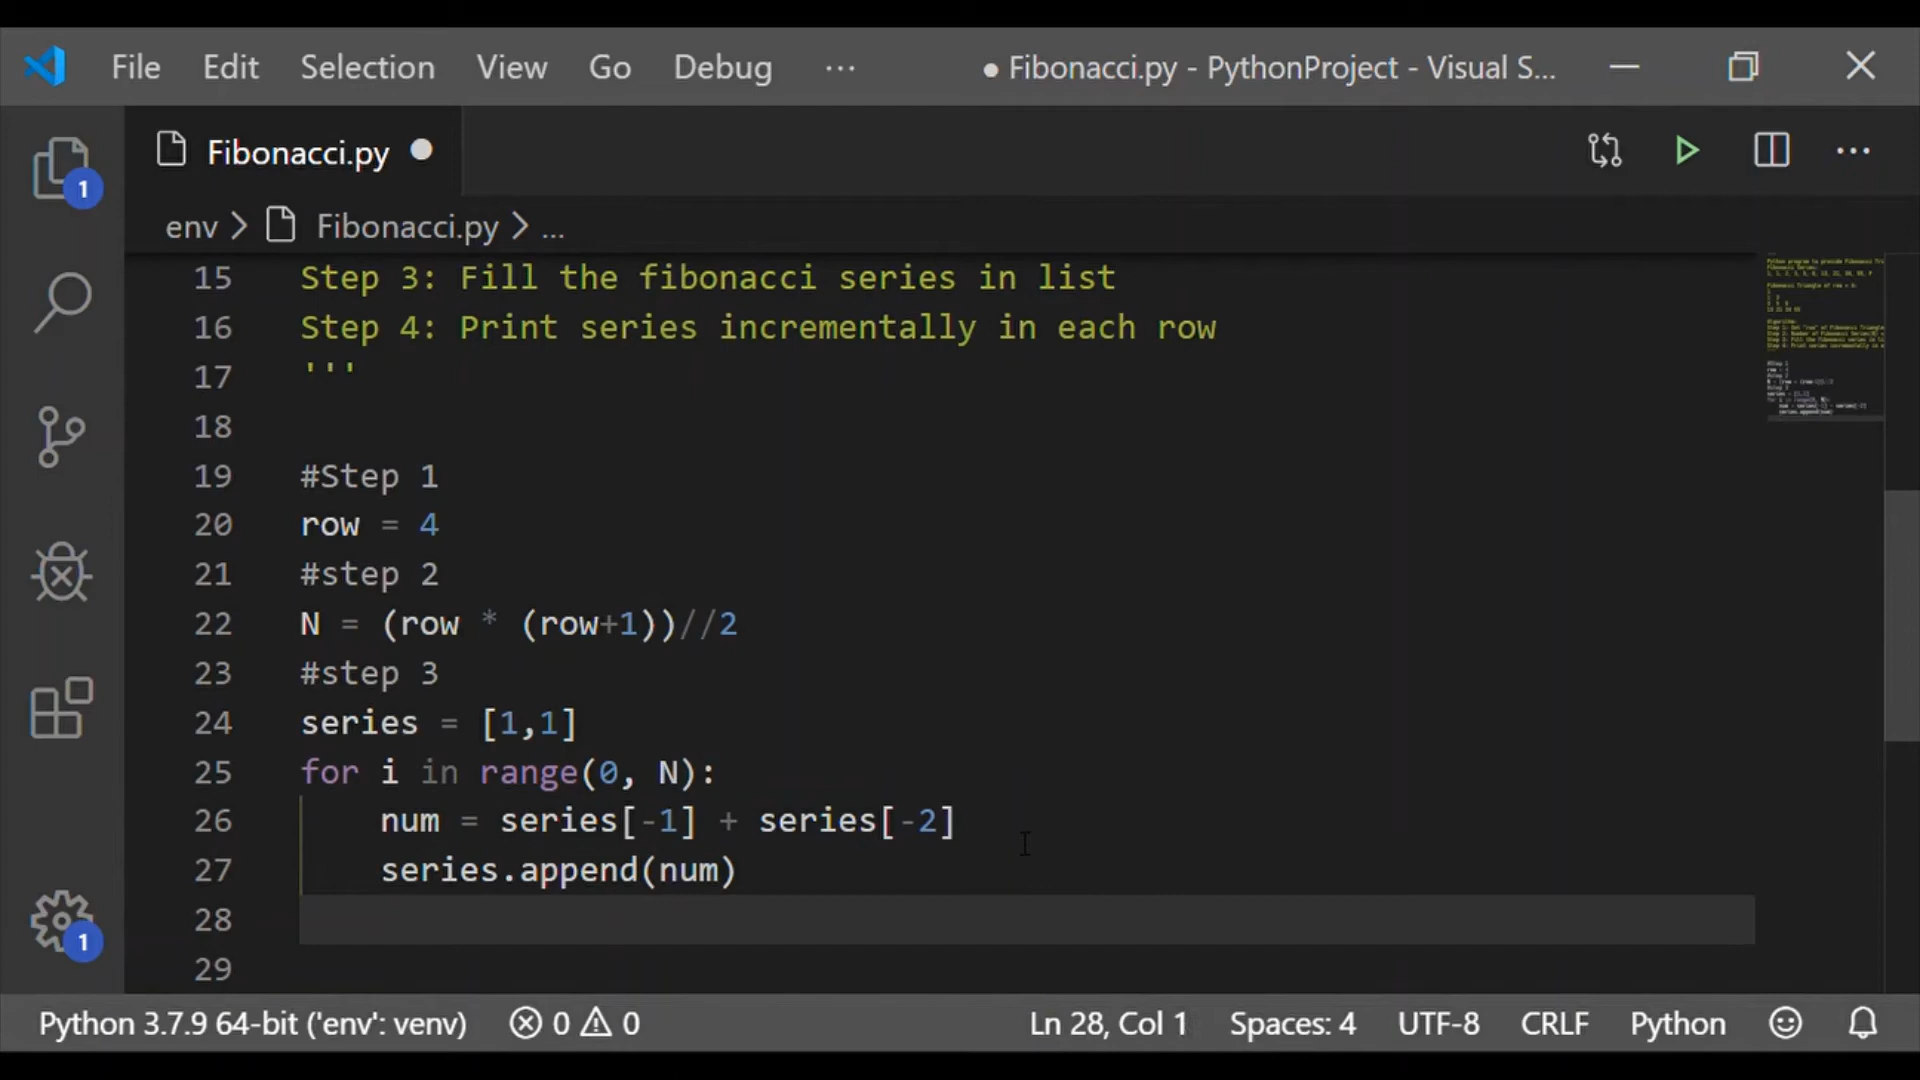 File Edit Selection View Go Debug ... ● Fibonacci.py - PythonProject - Visual S...
Fibonacci.py
1
env > Fibonacci.py > ...
15 Step 3: Fill the fibonacci series in list
16 Step 4: Print series incrementally in each row
17 '''
18
19 #Step 1
20 row = 4
21 #step 2
22 N = (row * (row+1))//2
23 #step 3
24 series = [1,1]
25 for i in range(0, N):
26 num = series[-1] + series[-2]
27 series.append(num)
28
1
29
Python 3.7.9 64-bit ('env': venv) 0 0 Ln 28, Col 1 Spaces: 4 UTF-8 CRLF Python